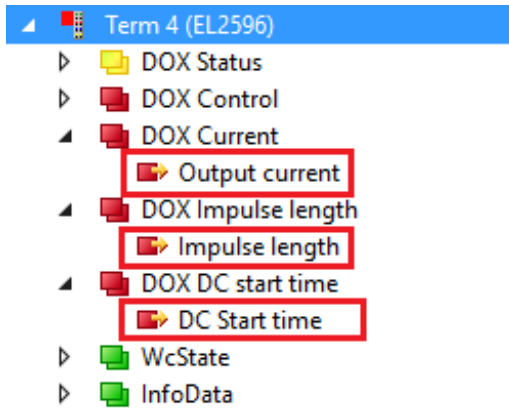 Term 4 (EL2596)
DOX Status
DOX Control
DOX Current
Output current
DOX Impulse length
Impulse length
DOX DC start time
DC Start time
WcState
InfoData